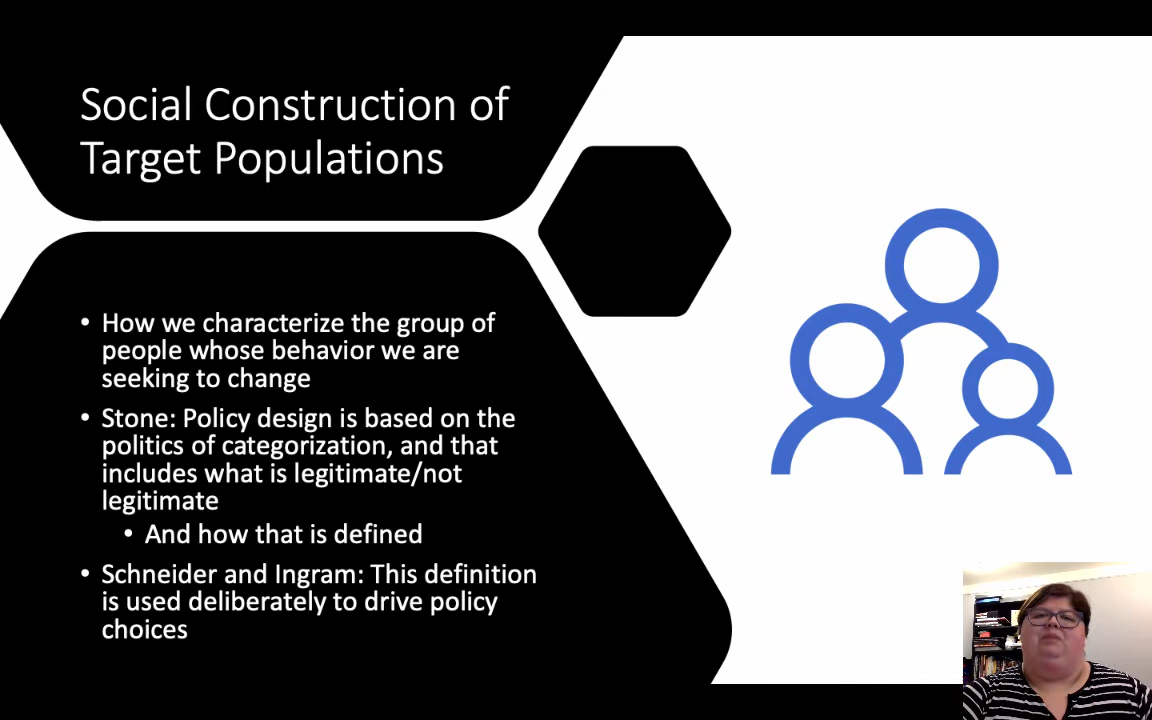 Social Construction of
Target Populations
• How we characterize the group of
people whose behavior we are
seeking to change
• Stone: Policy design is based on the
politics of categorization, and that
includes what is legitimate/not
legitimate
• And how that is defined
• Schneider and Ingram: This definition
is used deliberately to drive policy
choices